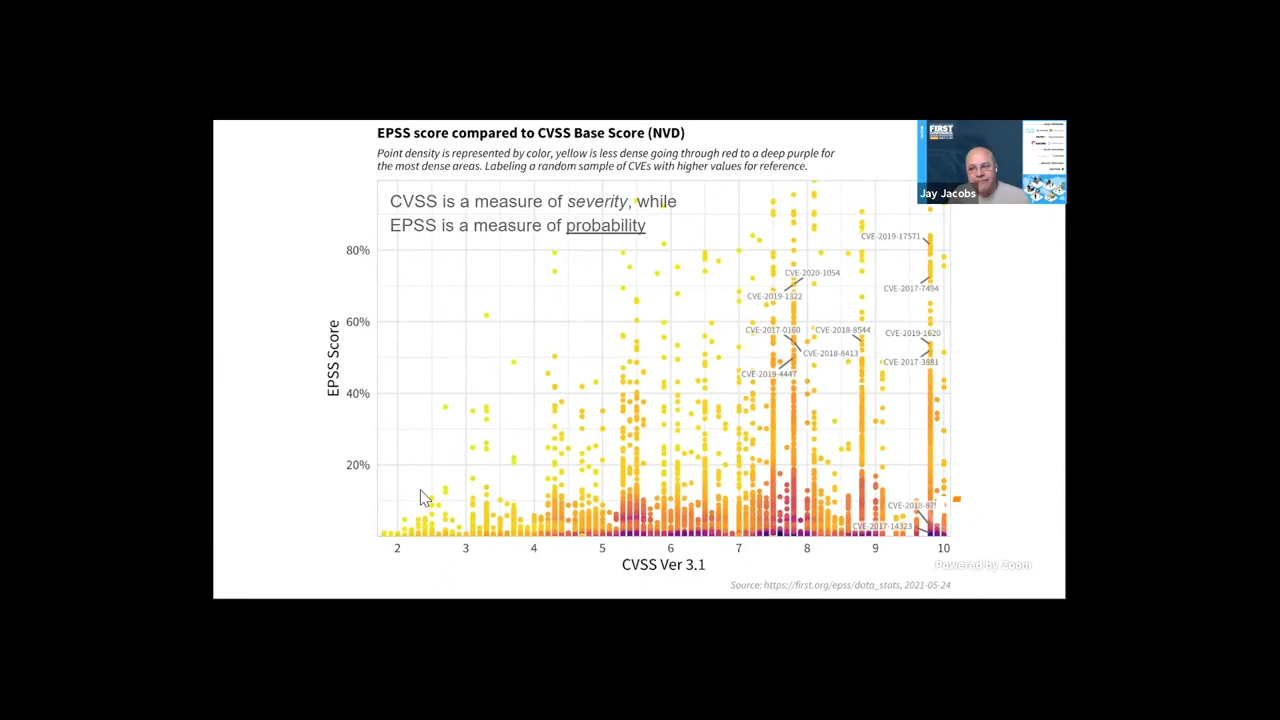 EPSS score compared to CVSS Base Score (NVD)
Point density is represented by color, yellow is less dense going through red to a deep purple for
the most dense areas. Labeling a random sample of CVEs with higher values for reference.
FIRST
Jay Jacobs
CVSS is a measure of severity, while
EPSS is a measure of probability
EPSS Score
80%
60%
40%
20%
CVE-2019-17571
CVE-2020-1054
CVE-2017-7494
CVE-2019-1322
CVE-2017-0160
CVE-2018-8544
CVE-2019-1620
CVE-2018-8413
CVE-2017-3881
CVE-2019-4447
CVE-2017-14323
2 3 4 5 6 7 8 9 10
CVSS Ver 3.1
Powered by Zoom
Source: https://first.org/epss/data_stats, 2021-05-24